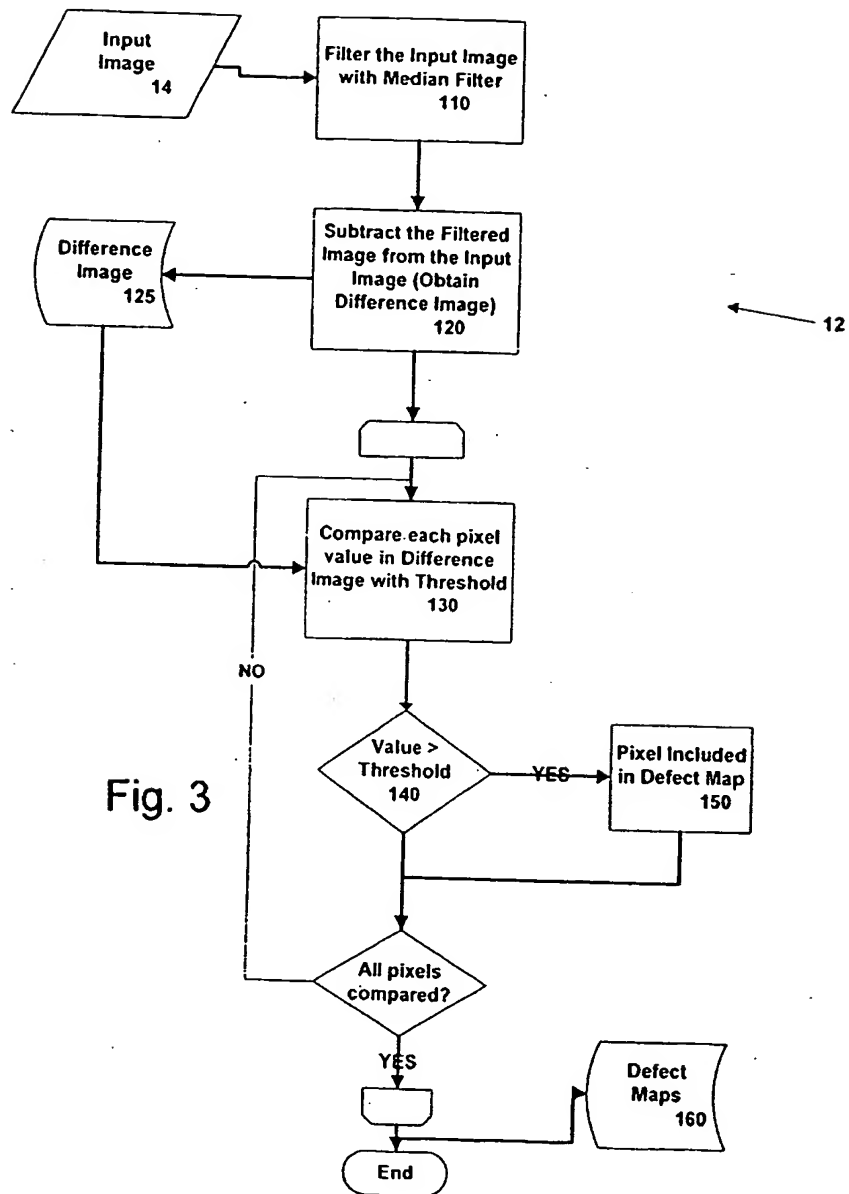 Input
Image
14
Filter the Input Image
with Median Filter
110
Subtract the Filtered
Image from the Input
Image (Obtain
Difference Image)
120
Difference
Image
125
12
Compare each pixel
value in Difference
Image with Threshold
130
NO
Value >
Threshold
140
YES
Pixel Included
in Defect Map
150
Fig. 3
All pixels
compared?
YES
Defect
Maps
160
End